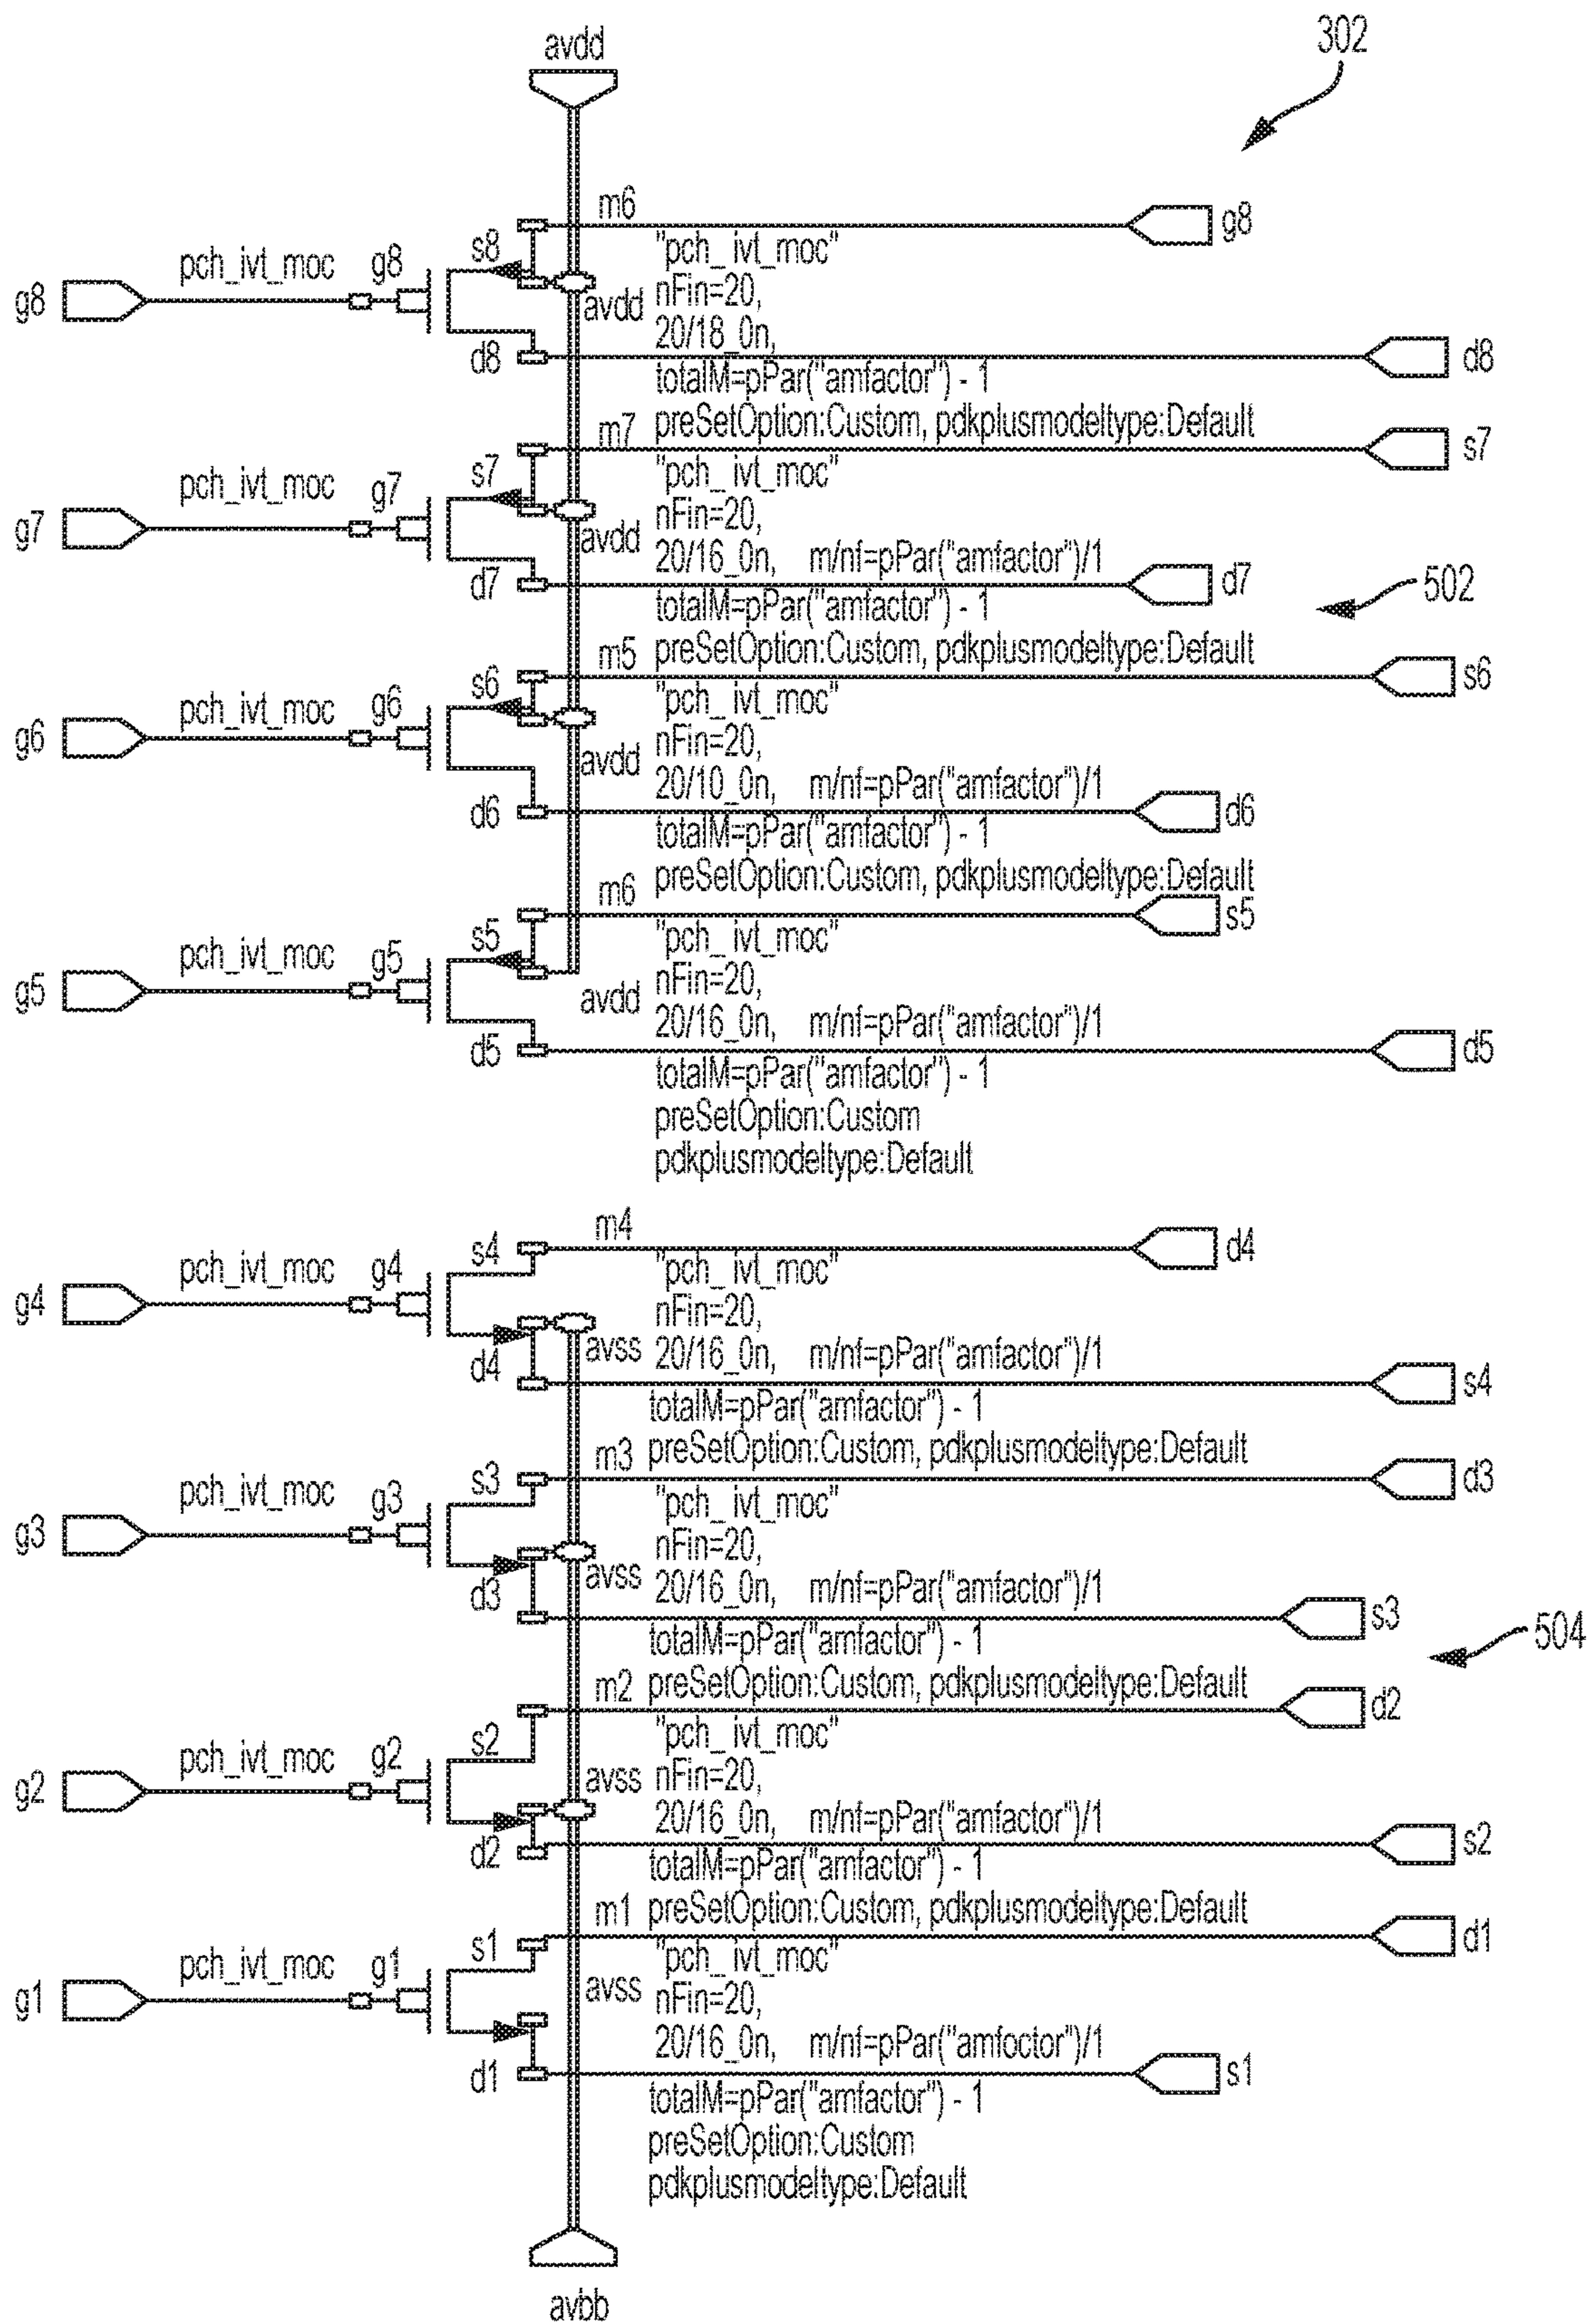 avdd
302
m6
g8
s8
"pch_ivt_moc"
pch_ivt_moc
g8
g8
nFin=20,
avdd
20/18_0n,
d8
d8
totalM=pPar("amfactor") - 1
preSetOption:Custom, pdkplusmodeltype:Default
m7
s7
s7
"pch_ivt_moc"
pch_ivt_moc
g7
g7
nFin=20,
avdd
20/16_0n, m/nf=pPar("amfactor")/1
d7
d7
502
totalM=pPar("amfactor") - 1
preSetOption:Custom, pdkplusmodeltype:Default
m5
s6
s6
"pch_ivt_moc"
pch_ivt_moc
g6
g6
nFin=20,
avdd
20/10_0n, m/nf=pPar("amfactor")/1
d6
d6
totalM=pPar("amfactor") - 1
preSetOption:Custom, pdkplusmodeltype:Default
m6
s5
s5
"pch_ivt_moc"
pch_ivt_moc
g5
g5
nFin=20,
avdd
20/16_0n, m/nf=pPar("amfactor")/1
d5
d5
totalM=pPar("amfactor") - 1
preSetOption:Custom
pdkplusmodeltype:Default
m4
d4
s4
"pch_ivt_moc"
pch_ivt_moc
g4
g4
nFin=20,
avss
20/16_0n, m/nf=pPar("amfactor")/1
d4
s4
totalM=pPar("amfactor") - 1
preSetOption:Custom, pdkplusmodeltype:Default
m3
d3
s3
"pch_ivt_moc"
pch_ivt_moc
g3
g3
nFin=20,
avss
20/16_0n, m/nf=pPar("amfactor")/1
d3
s3
504
totalM=pPar("amfactor") - 1
preSetOption:Custom, pdkplusmodeltype:Default
m2
d2
s2
"pch_ivt_moc"
pch_ivt_moc
g2
g2
nFin=20,
avss
20/16_0n, m/nf=pPar("amfactor")/1
d2
s2
totalM=pPar("amfactor") - 1
preSetOption:Custom, pdkplusmodeltype:Default
m1
d1
s1
"pch_ivt_moc"
pch_ivt_moc
g1
g1
nFin=20,
avss
20/16_0n, m/nf=pPar("amfoctor")/1
d1
s1
totalM=pPar("amfactor") - 1
preSetOption:Custom
pdkplusmodeltype:Default
avbb